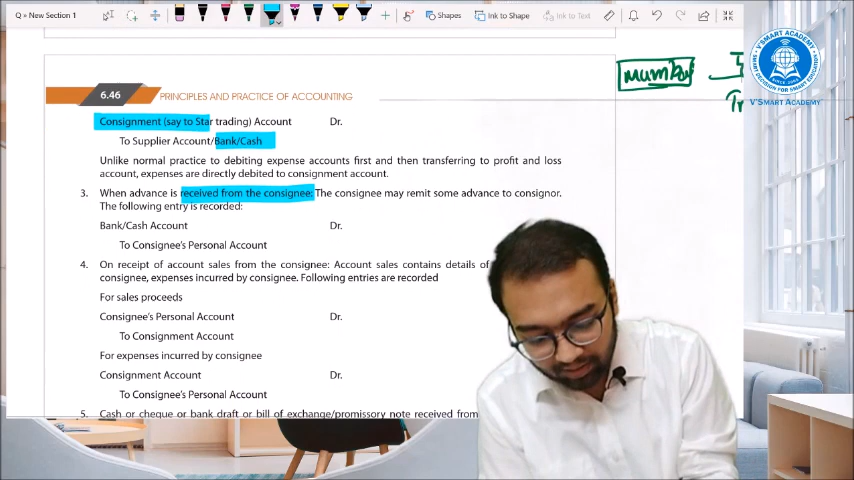 Q » New Section 1
Shapes
Ink to Shape
Ink to Text
V'SMART ACADEMY
SMART DECISION FOR SMART EDUCATION
SINCE 2003
V'Smart Academy
Mumbai
6.46
PRINCIPLES AND PRACTICE OF ACCOUNTING
Consignment (say to Star trading) Account Dr.
To Supplier Account/Bank/Cash
Unlike normal practice to debiting expense accounts first and then transferring to profit and loss
account, expenses are directly debited to consignment account.
3. When advance is received from the consignee: The consignee may remit some advance to consignor.
The following entry is recorded:
Bank/Cash Account Dr.
To Consignee's Personal Account
4. On receipt of account sales from the consignee: Account sales contains details of
consignee, expenses incurred by consignee. Following entries are recorded
For sales proceeds
Consignee's Personal Account Dr.
To Consignment Account
For expenses incurred by consignee
Consignment Account Dr.
To Consignee's Personal Account
5. Cash or cheque or bank draft or bill of exchange/promissory note received from